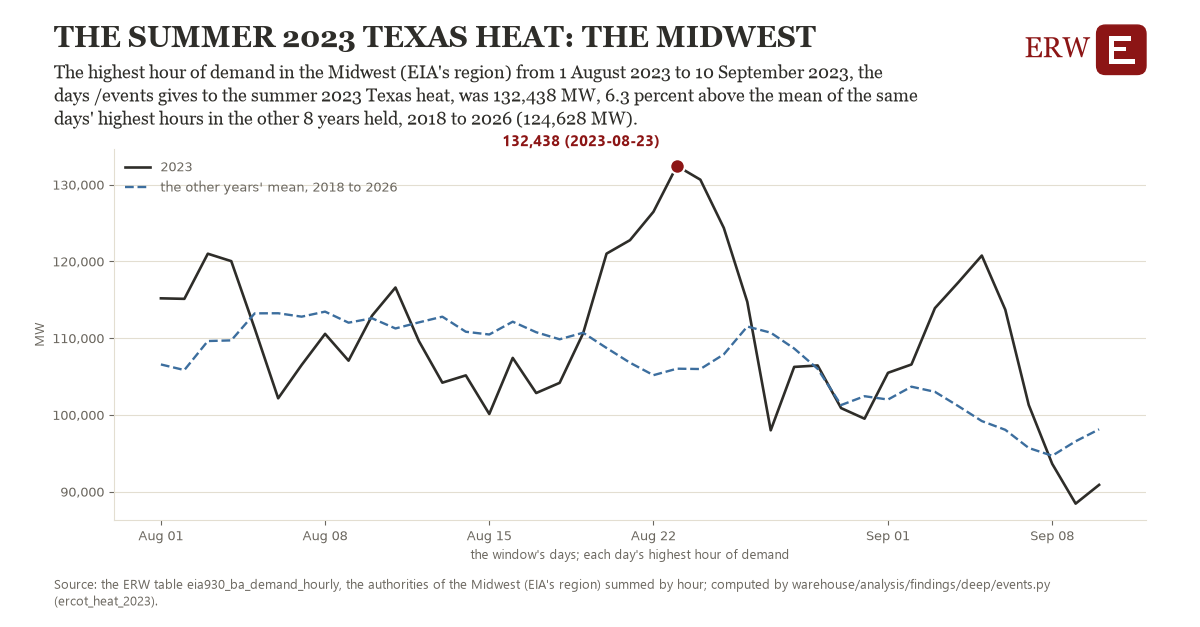 THE SUMMER 2023 TEXAS HEAT: THE MIDWEST
ERW
E
The highest hour of demand in the Midwest (EIA's region) from 1 August 2023 to 10 September 2023, the
days /events gives to the summer 2023 Texas heat, was 132,438 MW, 6.3 percent above the mean of the same
days' highest hours in the other 8 years held, 2018 to 2026 (124,628 MW).
132,438 (2023-08-23)
2023
the other years' mean, 2018 to 2026
130,000
120,000
110,000
100,000
90,000
MW
Aug 01
Aug 08
Aug 15
Aug 22
Sep 01
Sep 08
the window's days; each day's highest hour of demand
Source: the ERW table eia930_ba_demand_hourly, the authorities of the Midwest (EIA's region) summed by hour; computed by warehouse/analysis/findings/deep/events.py
(ercot_heat_2023).